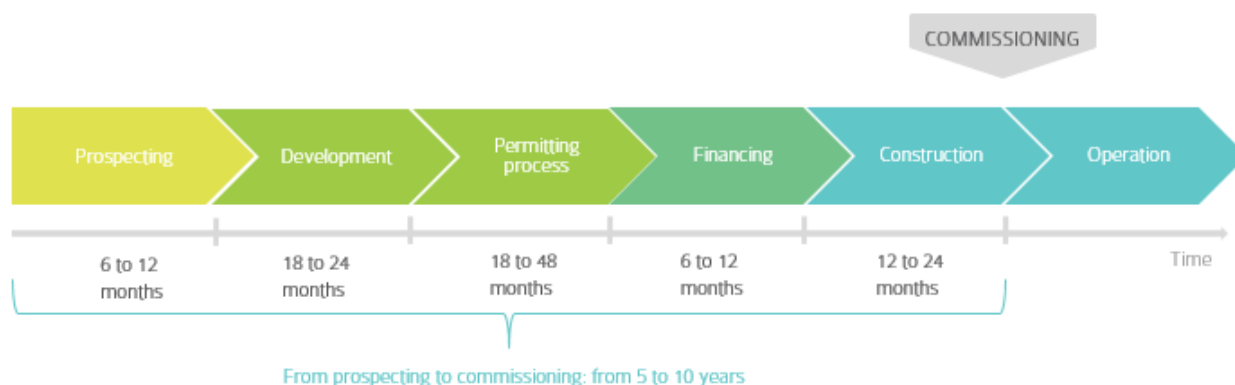 COMMISSIONING
Prospecting
Development
Permitting
process
Financing
Construction
Operation
6 to 12
months
18 to 24
months
18 to 48
months
6 to 12
months
12 to 24
months
Time
From prospecting to commissioning: from 5 to 10 years